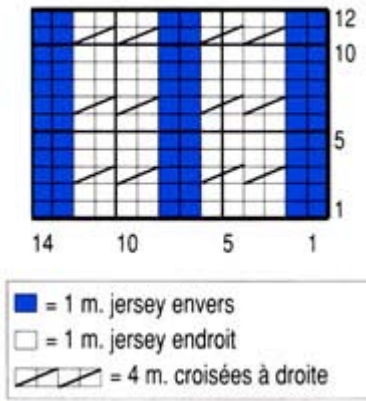 12
10
5
1
14 10 5 1
= 1 m. jersey envers
= 1 m. jersey endroit
= 4 m. croisées à droite